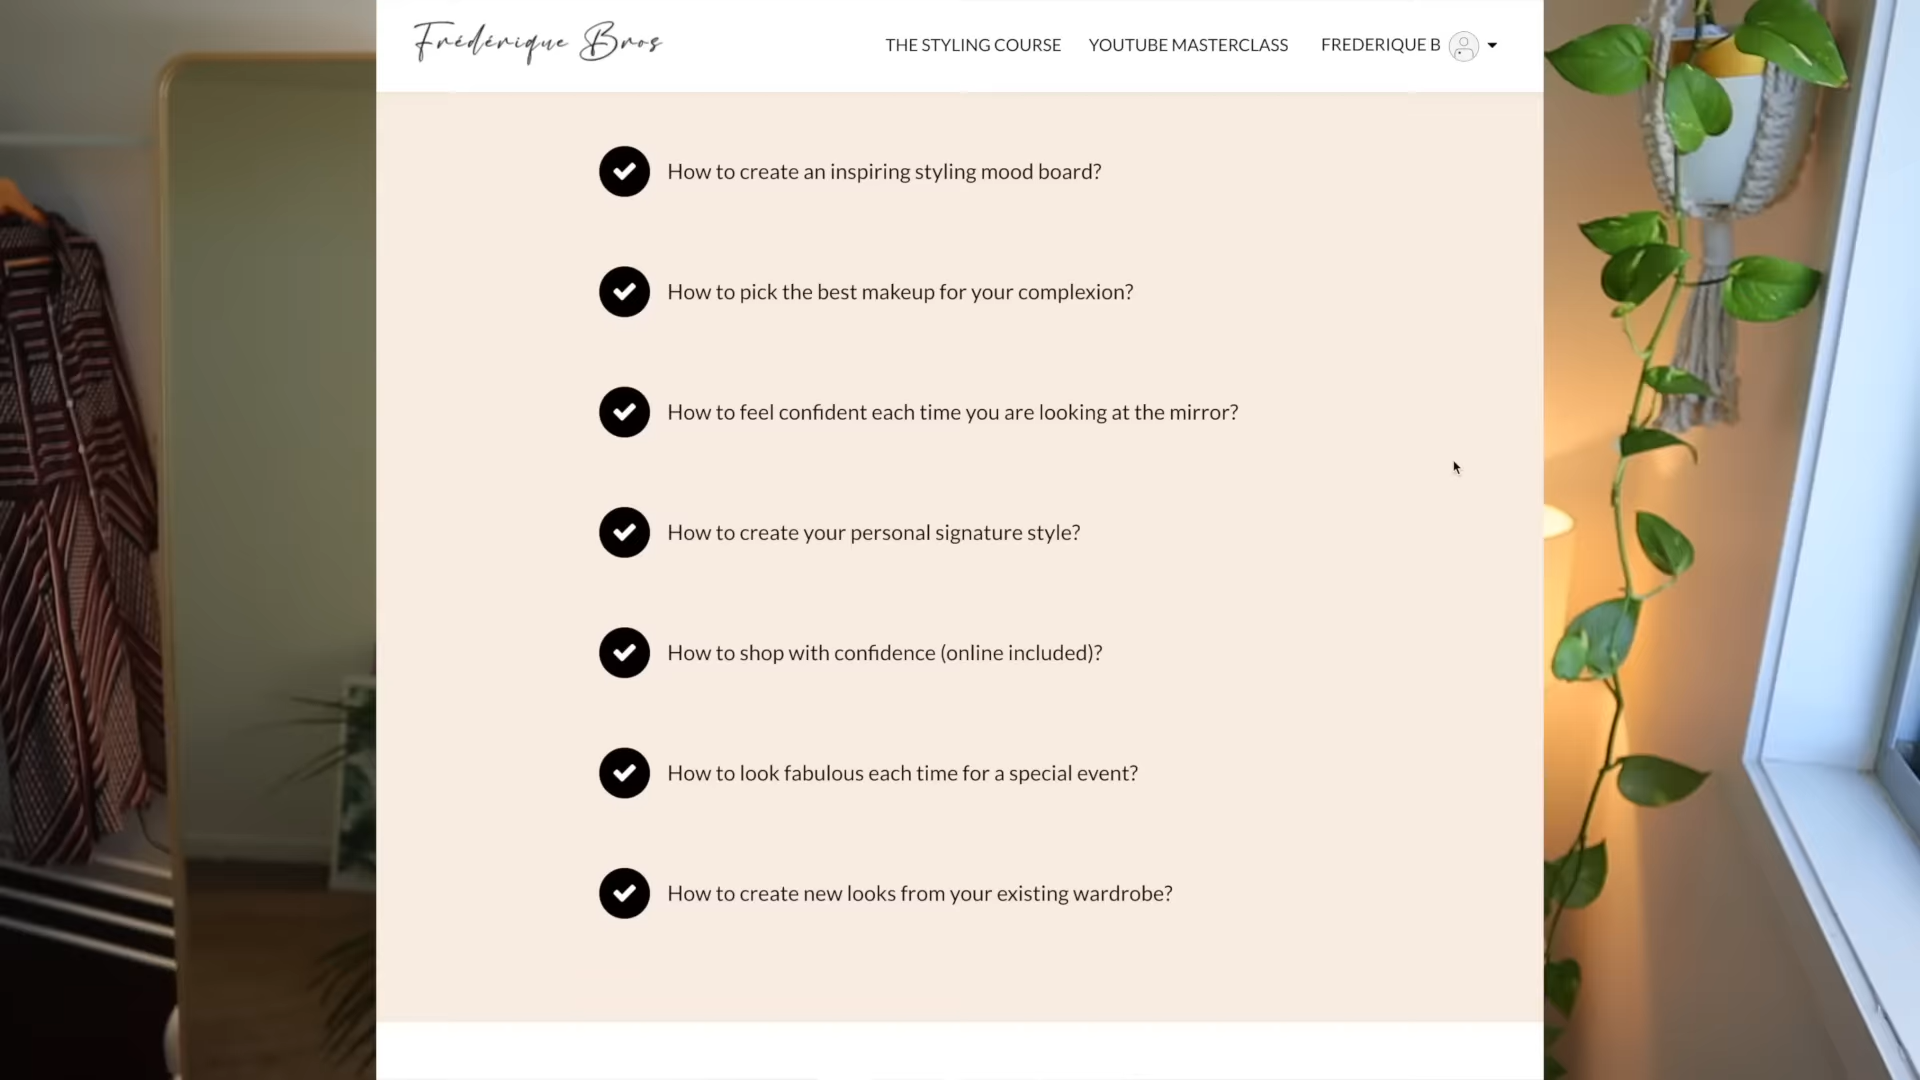 Frédérique Bros
THE STYLING COURSE
YOUTUBE MASTERCLASS
FREDERIQUE B
How to create an inspiring styling mood board?
How to pick the best makeup for your complexion?
How to feel confident each time you are looking at the mirror?
How to create your personal signature style?
How to shop with confidence (online included)?
How to look fabulous each time for a special event?
How to create new looks from your existing wardrobe?